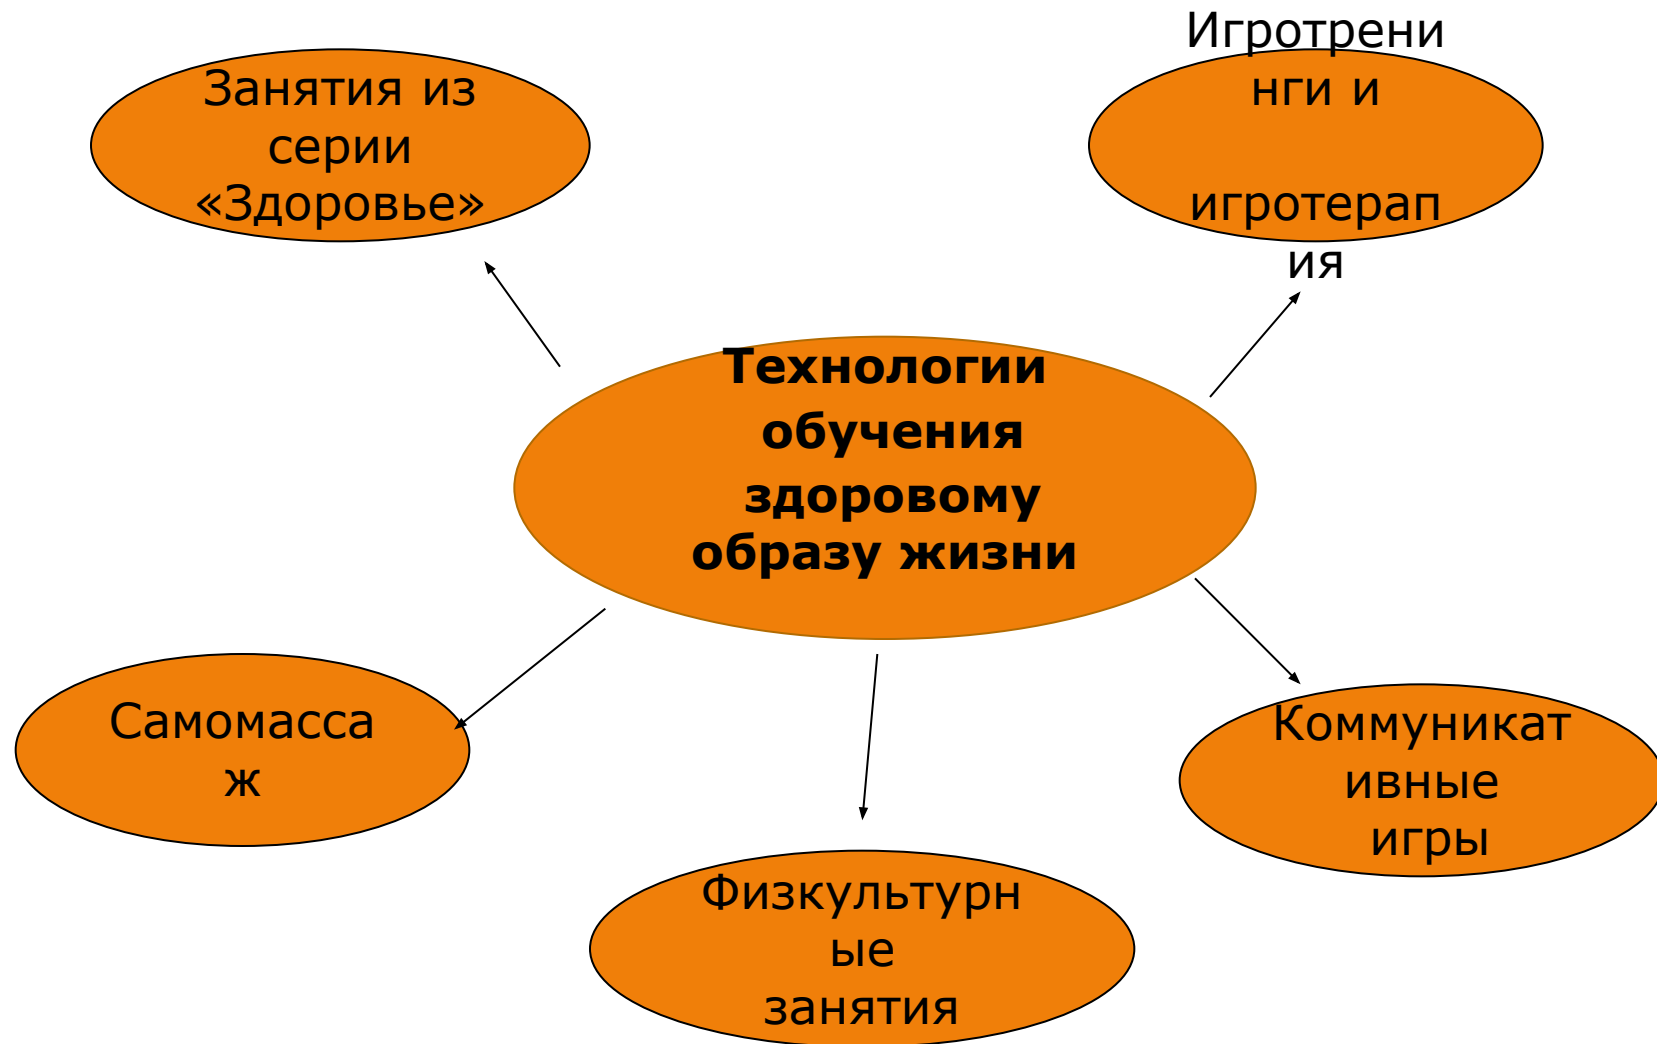 Занятия из
серии
«Здоровье»
Игротрени
нги и
игротерап
ия
Технологии
обучения
здоровому
образу жизни
Самомасса
ж
Коммуникат
ивные
игры
Физкультурн
ые
занятия